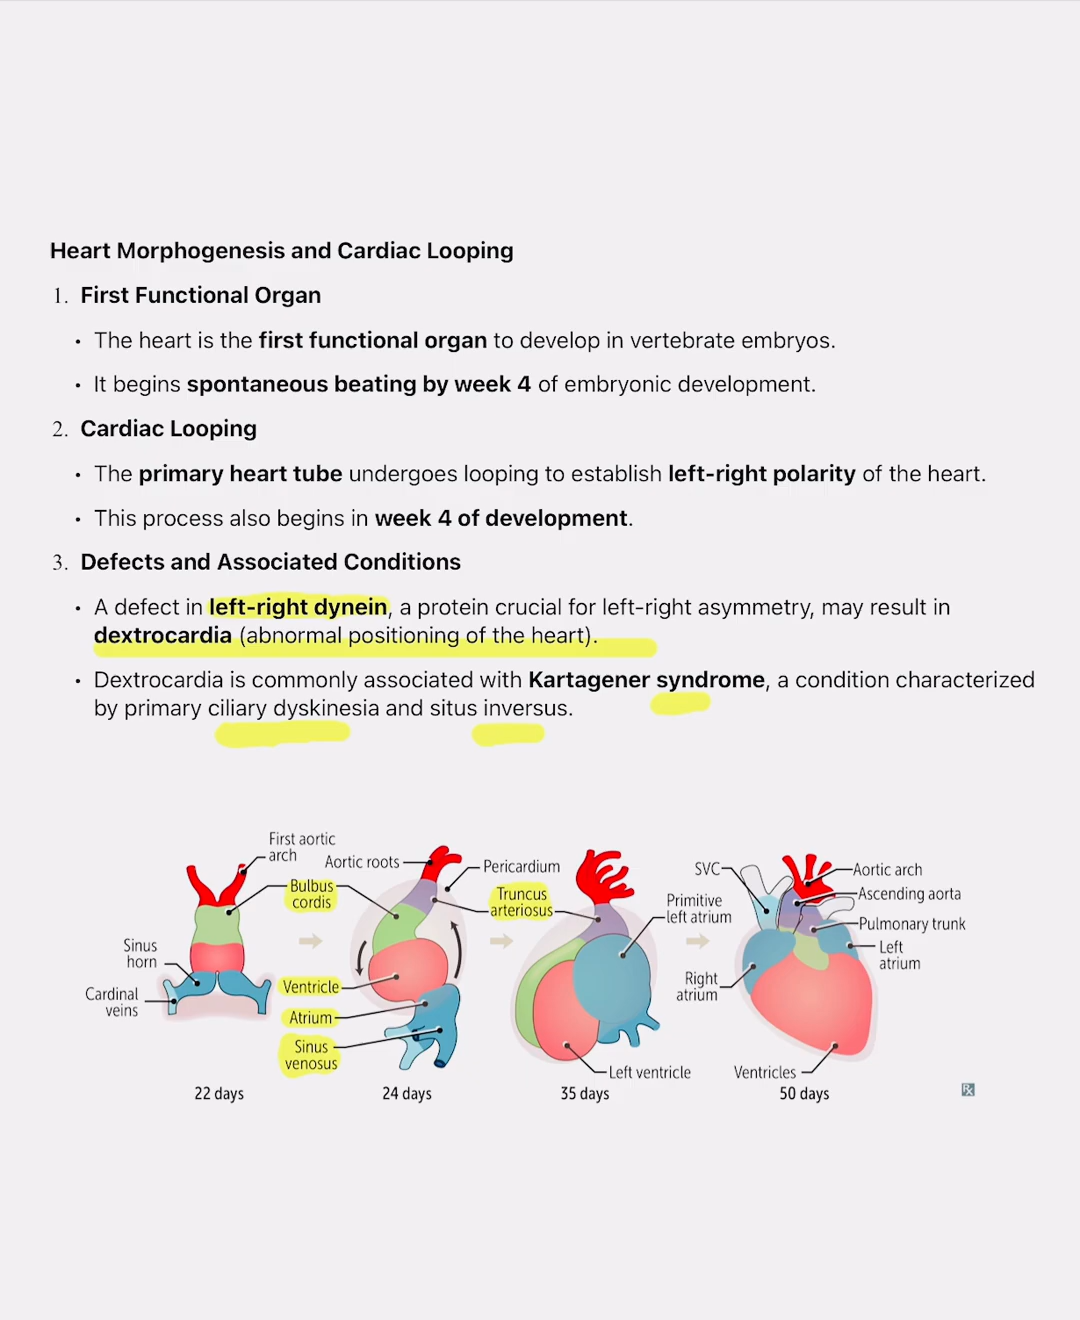 Heart Morphogenesis and Cardiac Looping
1. First Functional Organ
• The heart is the first functional organ to develop in vertebrate embryos.
• It begins spontaneous beating by week 4 of embryonic development.
2. Cardiac Looping
• The primary heart tube undergoes looping to establish left-right polarity of the heart.
• This process also begins in week 4 of development.
3. Defects and Associated Conditions
• A defect in left-right dynein, a protein crucial for left-right asymmetry, may result in
dextrocardia (abnormal positioning of the heart).
• Dextrocardia is commonly associated with Kartagener syndrome, a condition characterized
by primary ciliary dyskinesia and situs inversus.
First aortic
arch
Bulbus
cordis
Sinus
horn
Cardinal
veins
22 days
Aortic roots
Ventricle
Atrium
Sinus
venosus
24 days
Pericardium
Truncus
arteriosus
Primitive
left atrium
Left ventricle
35 days
SVC
Right
atrium
Ventricles
Aortic arch
Ascending aorta
Pulmonary trunk
Left
atrium
50 days
Rx